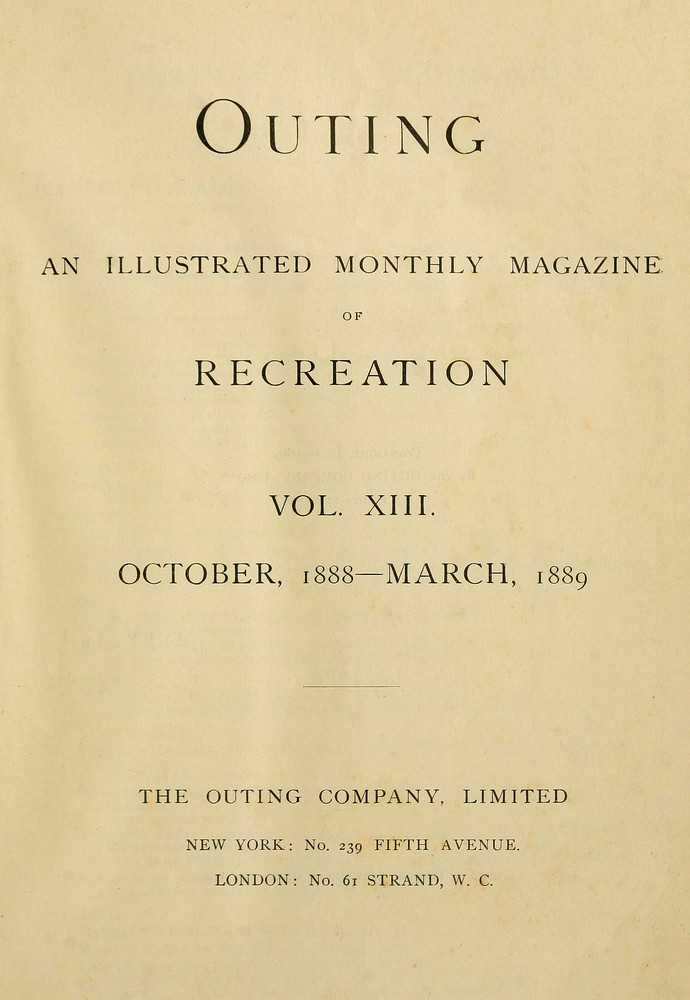 OUTING
AN ILLUSTRATED MONTHLY MAGAZINE
OF
RECREATION
VOL. XIII.
OCTOBER, 1888—MARCH, 1889
THE OUTING COMPANY, LIMITED
NEW YORK: No. 239 FIFTH AVENUE.
LONDON: No. 61 STRAND, W. C.